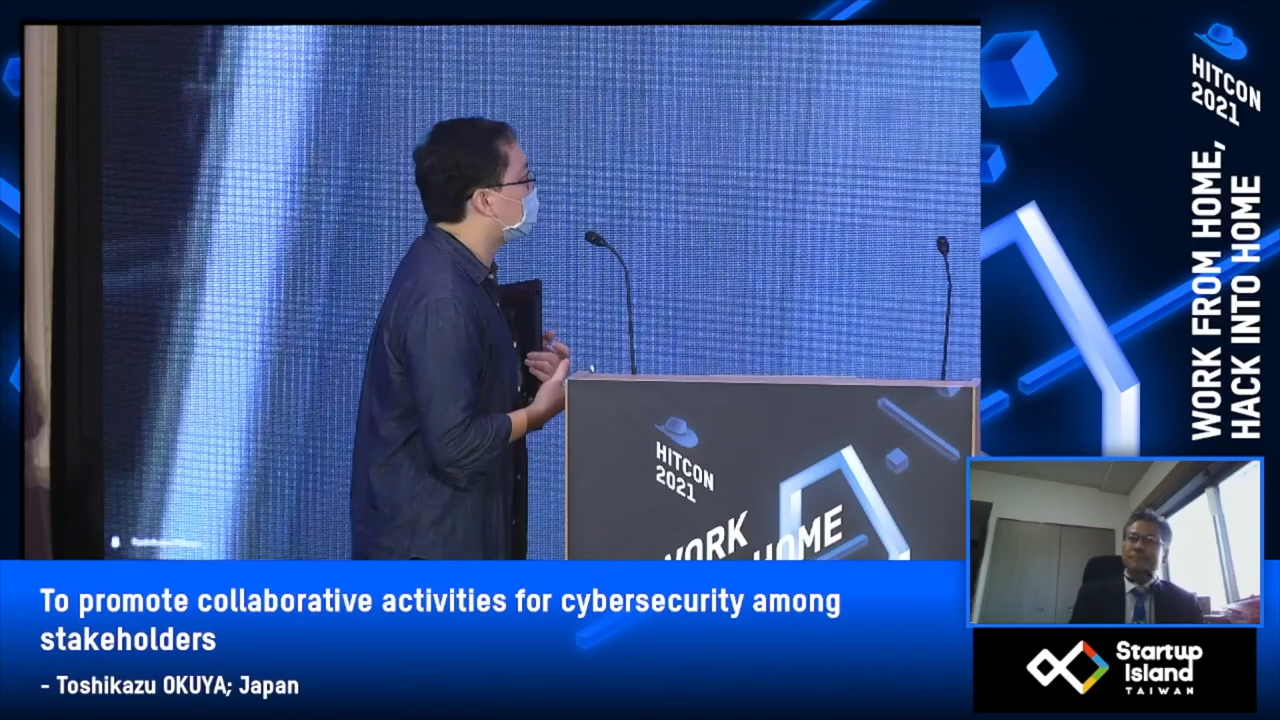 HITCON
2021
WORK FROM HOME,
HACK INTO HOME
HITCON
2021
WORK
HOME
To promote collaborative activities for cybersecurity among
stakeholders
- Toshikazu OKUYA; Japan
Startup
Island
TAIWAN